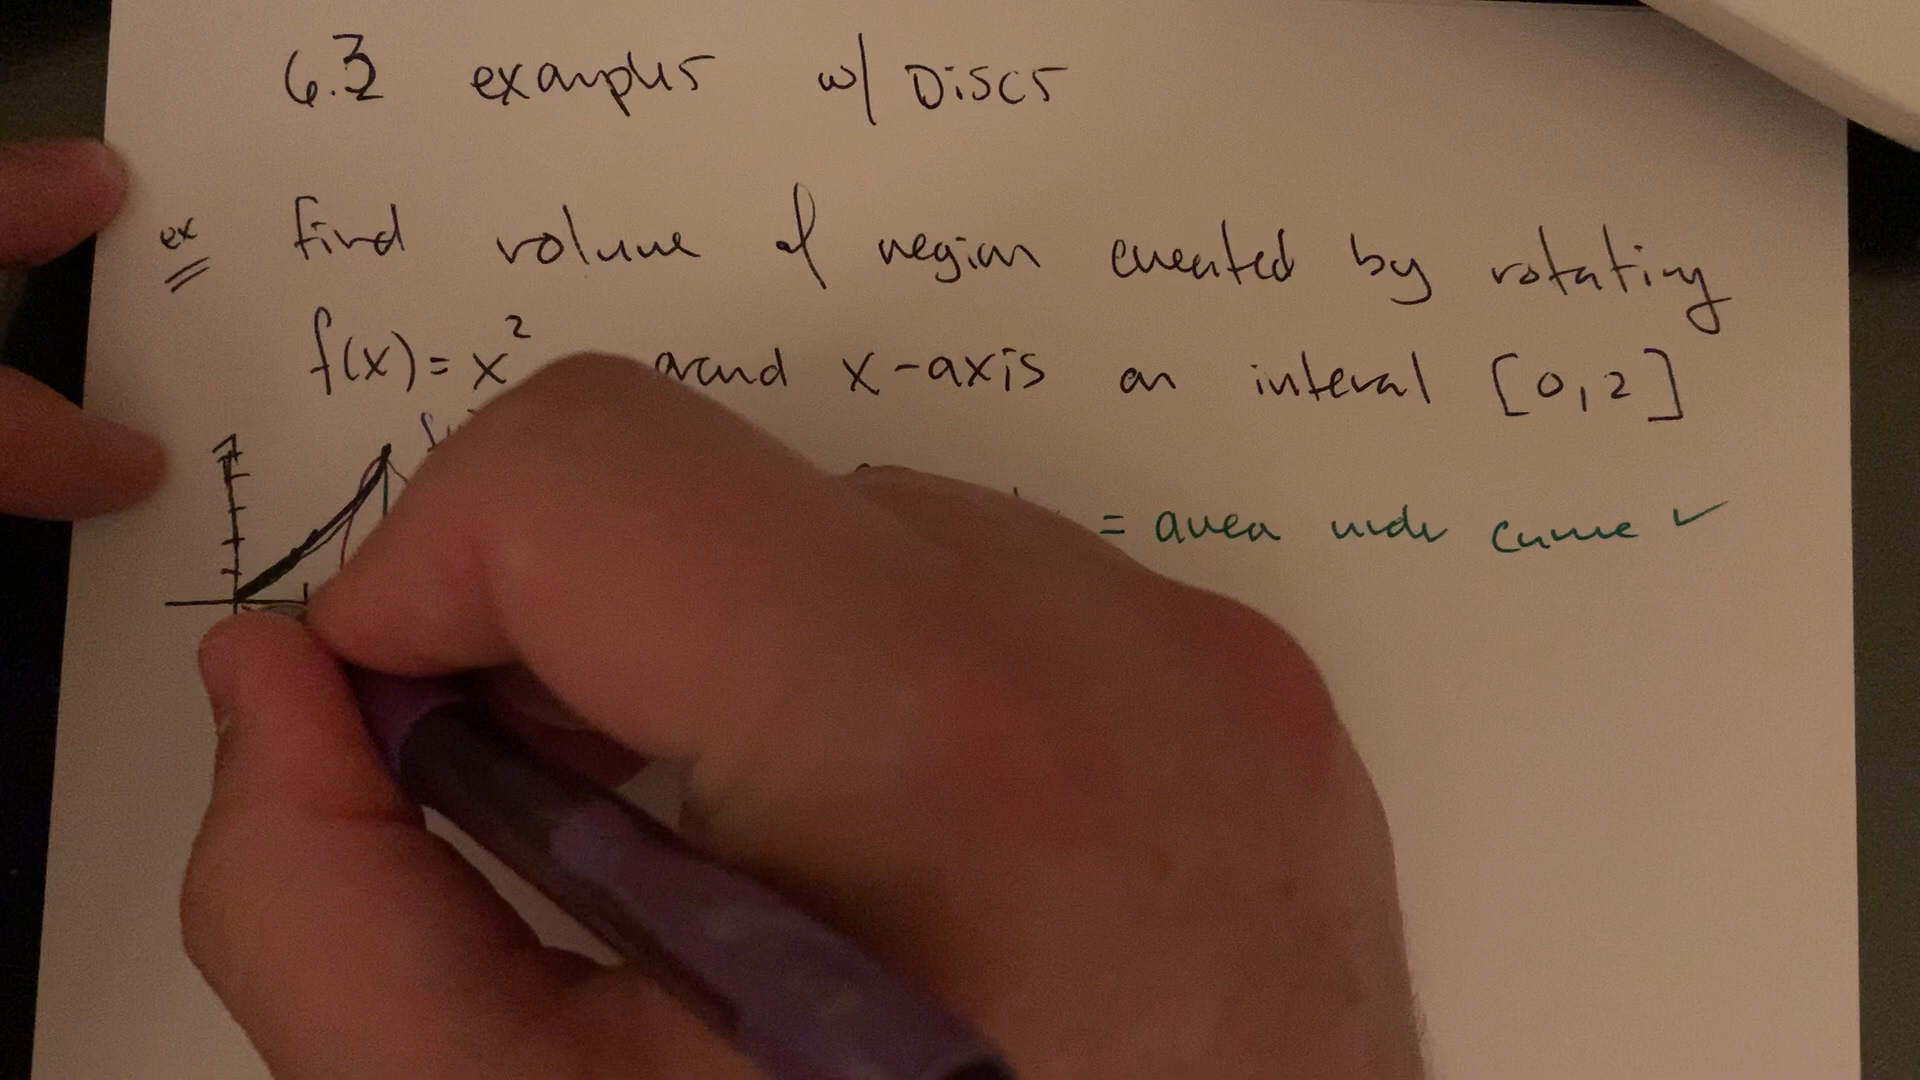 6.3 examples w/ Discs
ex Find volume of region created by rotating
f(x) = x² around x-axis on interval [0,2]
= area under curve ✓